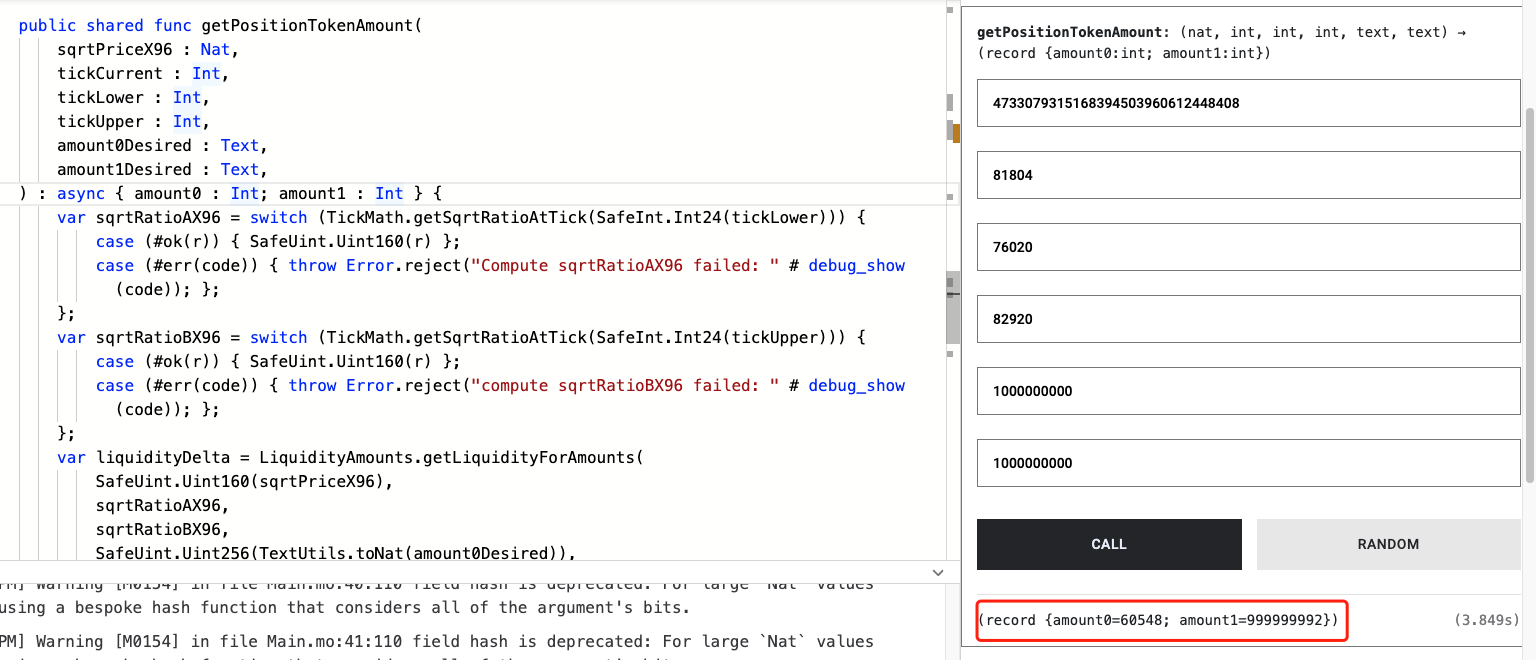 public shared func getPositionTokenAmount(
sqrtPriceX96 : Nat,
tickCurrent : Int,
tickLower : Int,
tickUpper : Int,
amount0Desired : Text,
amount1Desired : Text,
) : async { amount0 : Int; amount1 : Int } {
var sqrtRatioAX96 = switch (TickMath.getSqrtRatioAtTick(SafeInt.Int24(tickLower))) {
case (#ok(r)) { SafeUint.Uint160(r) };
case (#err(code)) { throw Error.reject("Compute sqrtRatioAX96 failed: " # debug_show
(code)); };
};
var sqrtRatioBX96 = switch (TickMath.getSqrtRatioAtTick(SafeInt.Int24(tickUpper))) {
case (#ok(r)) { SafeUint.Uint160(r) };
case (#err(code)) { throw Error.reject("compute sqrtRatioBX96 failed: " # debug_show
(code)); };
};
var liquidityDelta = LiquidityAmounts.getLiquidityForAmounts(
SafeUint.Uint160(sqrtPriceX96),
sqrtRatioAX96,
sqrtRatioBX96,
SafeUint.Uint256(TextUtils.toNat(amount0Desired)),
PM] Warning [M0154] in file Main.mo:40:110 field hash is deprecated: For large `Nat` values
using a bespoke hash function that considers all of the argument's bits.
PM] Warning [M0154] in file Main.mo:41:110 field hash is deprecated: For large `Nat` values
getPositionTokenAmount: (nat, int, int, int, text, text) →
(record {amount0:int; amount1:int})
4733079315168394503960612448408
81804
76020
82920
1000000000
1000000000
CALL
RANDOM
(record {amount0=60548; amount1=999999992})
(3.849s)